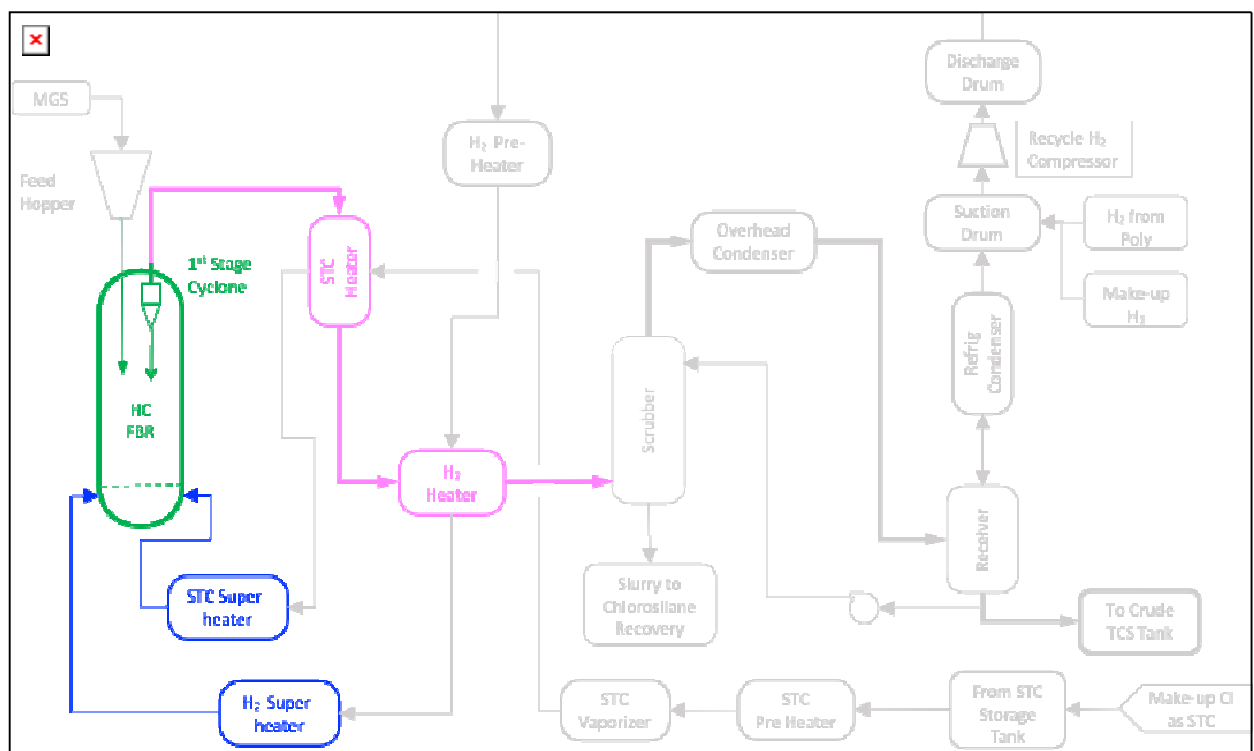 MGS
Feed
Hopper
1st Stage
Cyclone
HC
FBR
STC
Heater
H₂ Pre-
Heater
H₂
Heater
STC Super
heater
H₂ Super
heater
Overhead
Condenser
Scrubber
Slurry to
Chlorosilane
Recovery
STC
Vaporizer
STC
Pre Heater
From STC
Storage
Tank
Make-up Cl
as STC
To Crude
TCS Tank
Receiver
Refrig
Condenser
Suction
Drum
H₂ from
Poly
Make-up
H₂
Recycle H₂
Compressor
Discharge
Drum